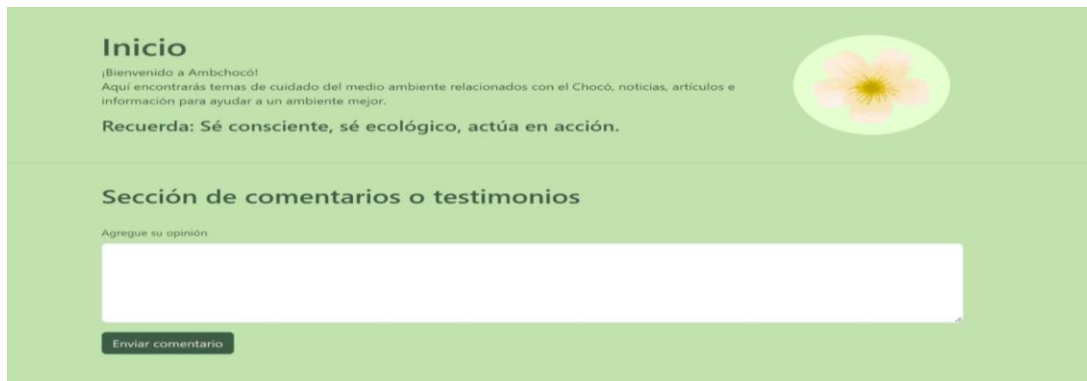 Inicio
¡Bienvenido a Ambchocó!
Aquí encontrarás temas de cuidado del medio ambiente relacionados con el Chocó, noticias, artículos e
información para ayudar a un ambiente mejor.
Recuerda: Sé consciente, sé ecológico, actúa en acción.
Sección de comentarios o testimonios
Agregue su opinión
Enviar comentario